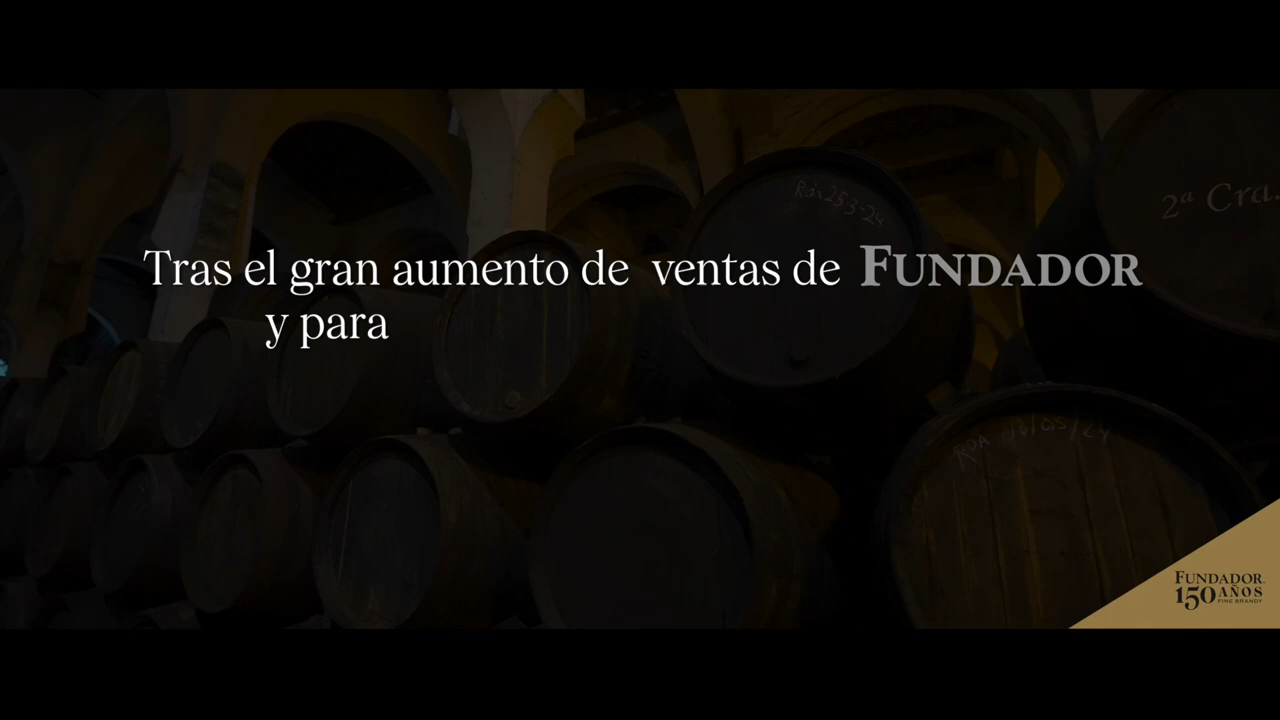 Tras el gran aumento de ventas de FUNDADOR
y para
2ª Cra
FUNDADOR
150 AÑOS
FINE BRANDY